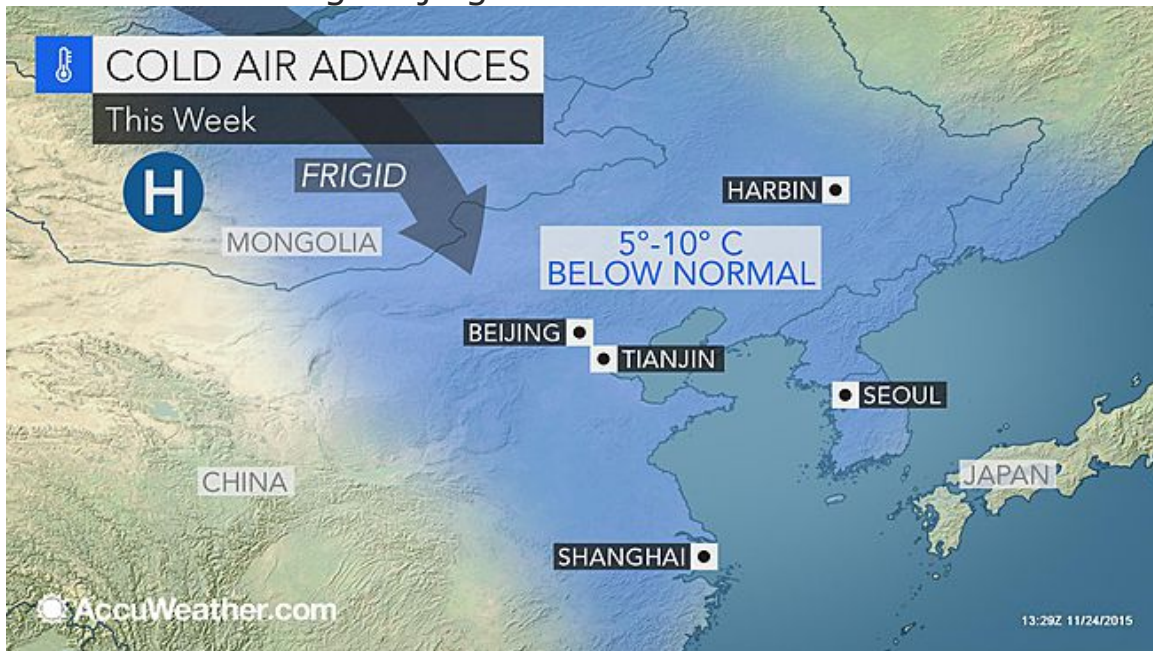 COLD AIR ADVANCES
This Week
H
FRIGID
MONGOLIA
HARBIN
5°-10° C
BELOW NORMAL
BEIJING
TIANJIN
SEOUL
CHINA
JAPAN
SHANGHAI
AccuWeather.com
13:29Z 11/24/2015